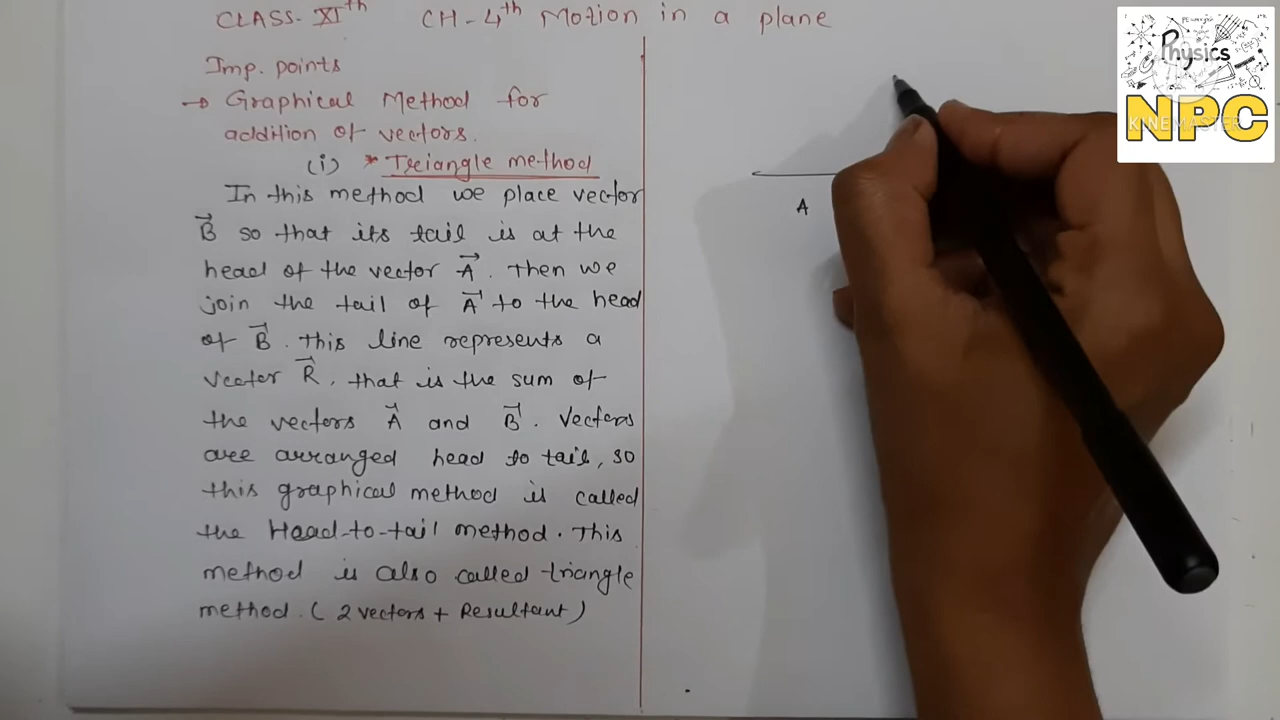 CLASS-XIth CH-4th Motion in a plane
Imp. points
→ Graphical Method for
addition of vectors.
(i) * Triangle method
In this method we place vector
B⃗ so that its tail is at the
head of the vector A⃗. Then we
join the tail of A⃗ to the head
of B⃗. This line represents a
vector R⃗, that is the sum of
the vectors A⃗ and B⃗. Vectors
are arranged head to tail, so
this graphical method is called
the Head-to-tail method. This
method is also called triangle
method. (2 vectors + Resultant)
A
Physics
NPC
KINEMASTER